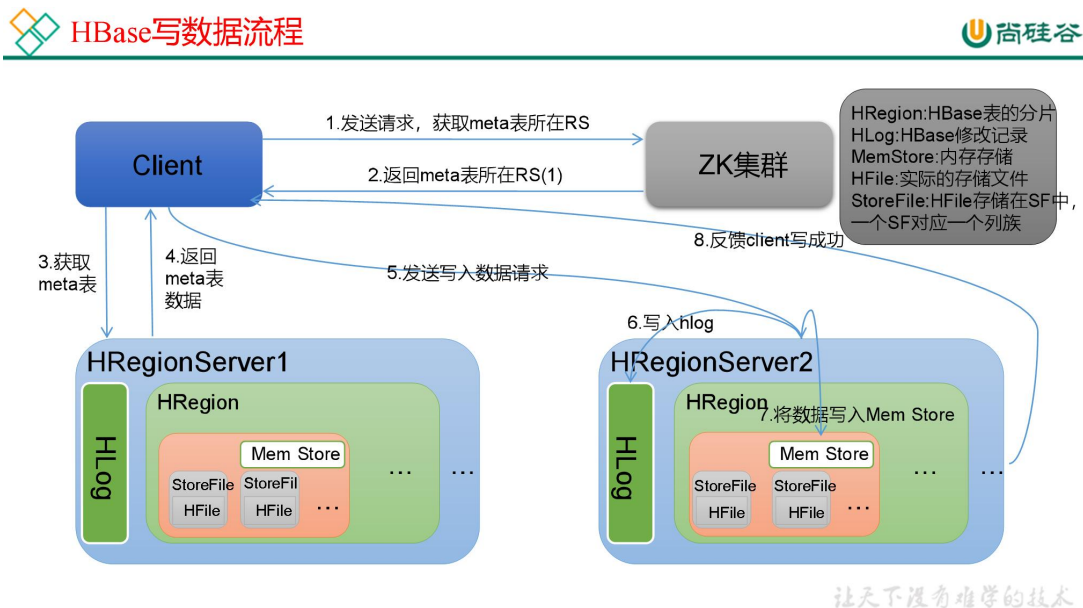 HBase写数据流程
尚硅谷
HRegion:HBase表的分片
HLog:HBase修改记录
MemStore:内存存储
HFile:实际的存储文件
StoreFile:HFile存储在SF中,
一个SF对应一个列族
1.发送请求，获取meta表所在RS
Client
ZK集群
2.返回meta表所在RS(1)
8.反馈client写成功
3.获取
meta表
4.返回
meta表
数据
5.发送写入数据请求
6.写入hlog
HRegionServer1
HLog
HRegion
Mem Store
StoreFile
HFile
StoreFil
HFile
...
...
...
HRegionServer2
HLog
HRegion
7.将数据写入Mem Store
Mem Store
StoreFile
HFile
StoreFile
HFile
...
...
...
让天下没有难学的技术